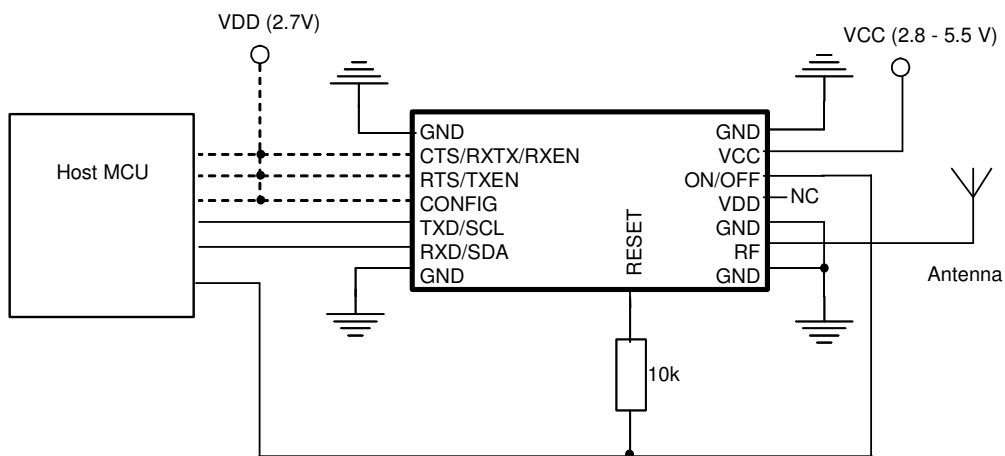 VDD (2.7V)
VCC (2.8 - 5.5 V)
Host MCU
GND
CTS/RXTX/RXEN
RTS/TXEN
CONFIG
TXD/SCL
RXD/SDA
GND
RESET
GND
VCC
ON/OFF
VDD
NC
GND
RF
GND
Antenna
10k